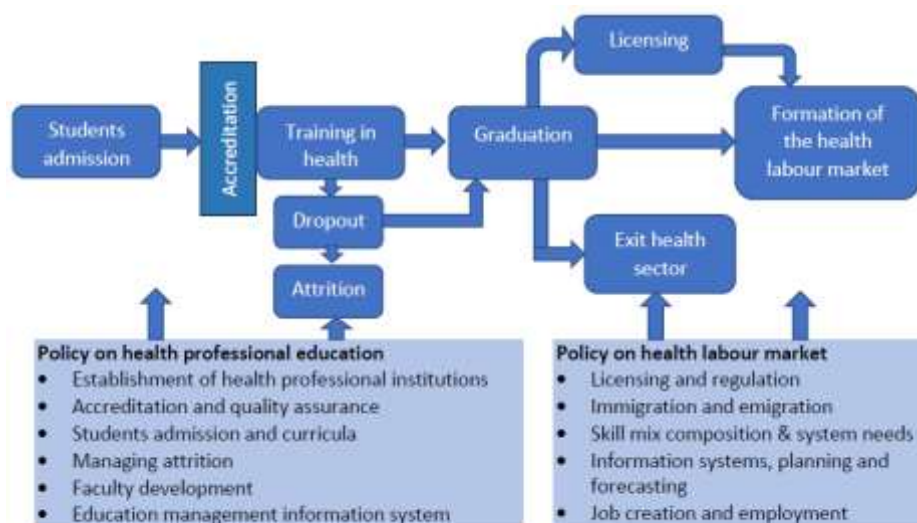 Licensing
Students
admission
Accreditation
Training in
health
Graduation
Formation of
the health
labour market
Dropout
Exit health
sector
Attrition
Policy on health professional education
• Establishment of health professional institutions
• Accreditation and quality assurance
• Students admission and curricula
• Managing attrition
• Faculty development
• Education management information system
Policy on health labour market
• Licensing and regulation
• Immigration and emigration
• Skill mix composition & system needs
• Information systems, planning and
forecasting
• Job creation and employment